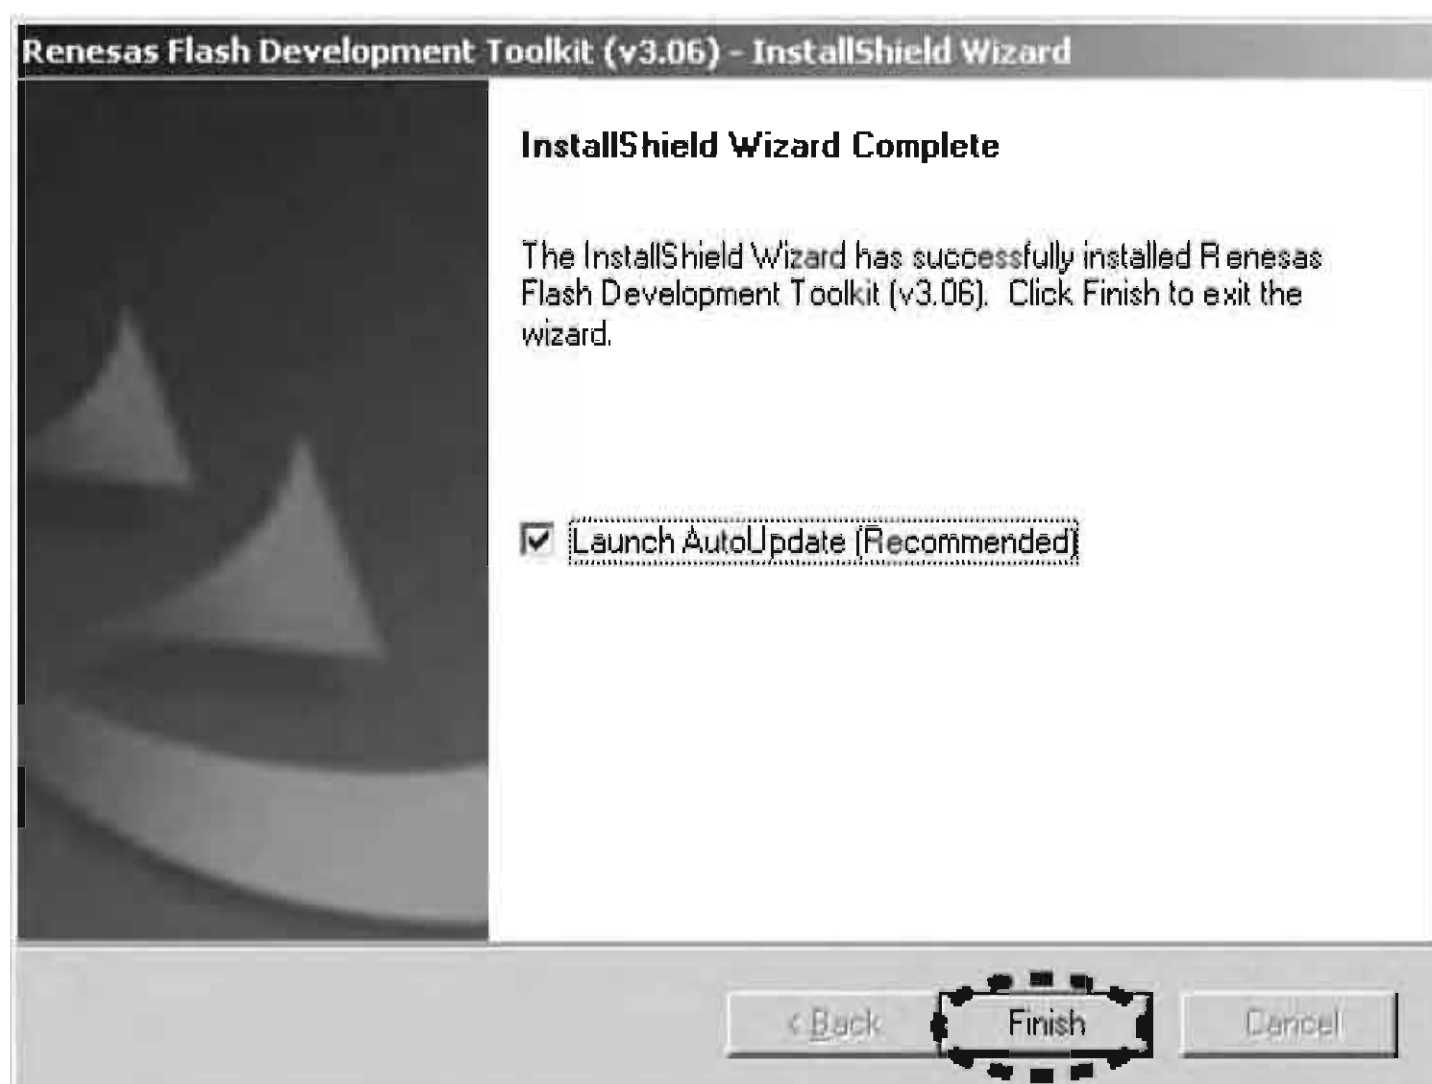 Renesas Flash Development Toolkit (v3.06) - InstallShield Wizard
InstallShield Wizard Complete
The InstallShield Wizard has successfully installed Renesas
Flash Development Toolkit (v3.06). Click Finish to exit the
wizard.
Launch AutoUpdate (Recommended)
< Back
Finish
Cancel